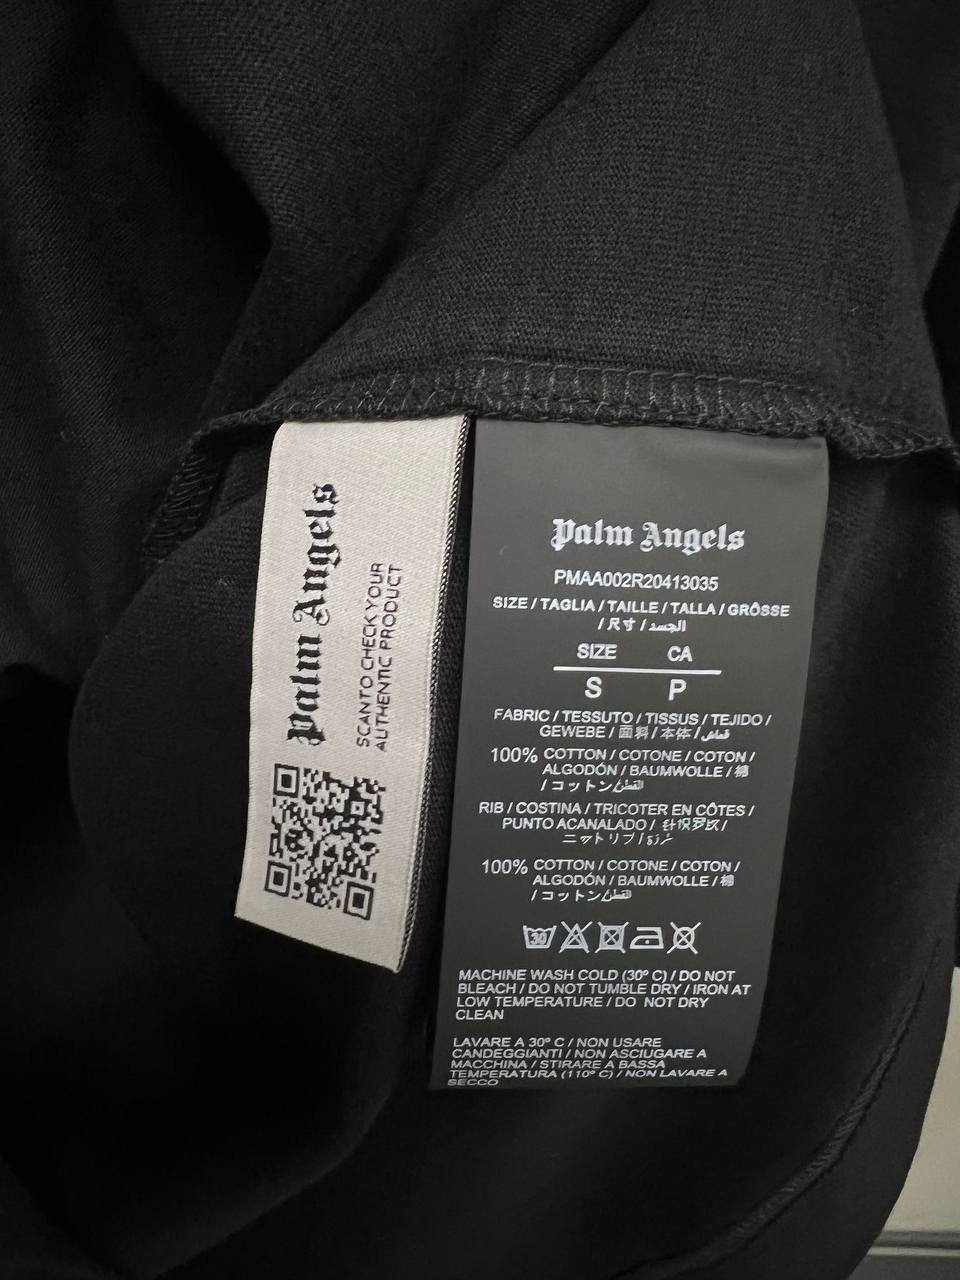 Palm Angels
SCAN TO CHECK YOUR
AUTHENTIC PRODUCT
Palm Angels
PMAA002R20413035
SIZE / TAGLIA / TAILLE / TALLA / GRÖSSE
/ 尺寸 / الجسد
SIZE CA
S P
FABRIC / TESSUTO / TISSUS / TEJIDO /
GEWEBE / 面料 / 本体 / قماش
100% COTTON / COTONE / COTON /
ALGODÓN / BAUMWOLLE / 棉
/ コットン / القطن
RIB / COSTINA / TRICOTER EN CÔTES /
PUNTO ACANALADO /
ニットリブ /
100% COTTON / COTONE / COTON /
ALGODÓN / BAUMWOLLE / 棉
/ コットン / القطن
30
MACHINE WASH COLD (30° C) / DO NOT
BLEACH / DO NOT TUMBLE DRY / IRON AT
LOW TEMPERATURE / DO NOT DRY
CLEAN
LAVARE A 30° C / NON USARE
CANDEGGIANTI / NON ASCIUGARE A
MACCHINA / STIRARE A BASSA
TEMPERATURA (110° C) / NON LAVARE A
SECCO